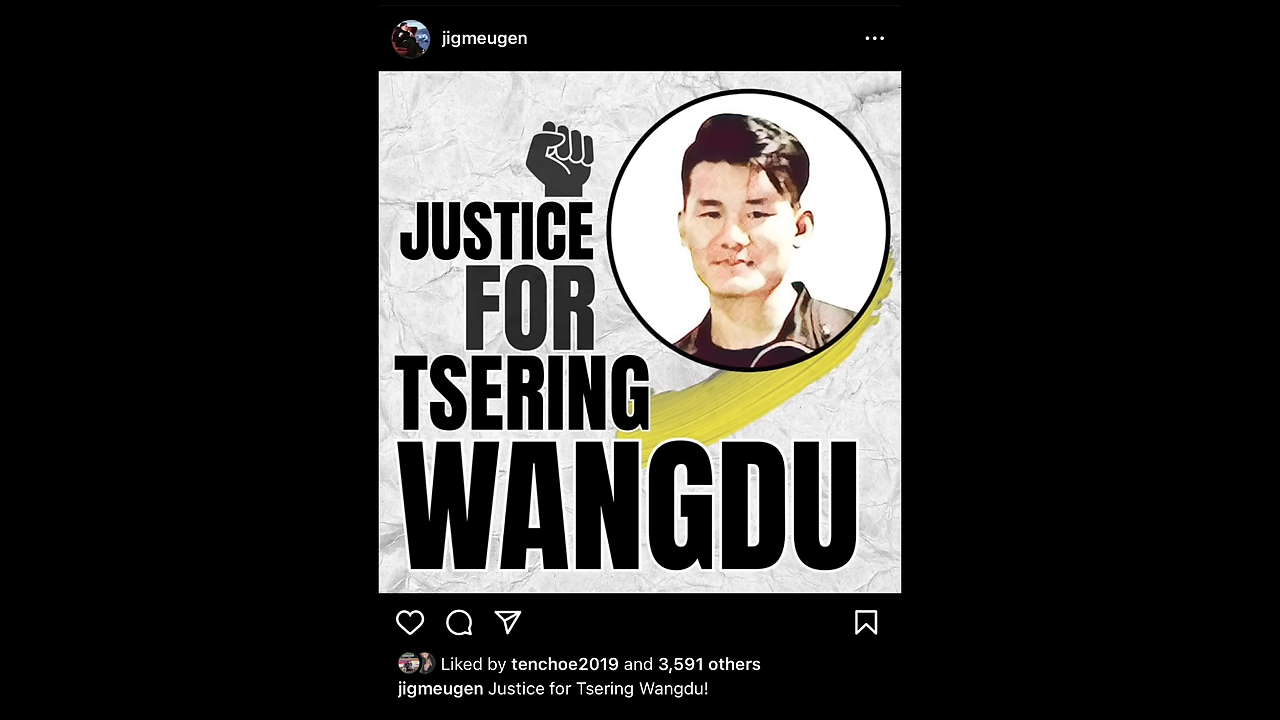 jigmeugen
JUSTICE
FOR
TSERING
WANGDU
Liked by tenchoe2019 and 3,591 others
jigmeugen Justice for Tsering Wangdu!